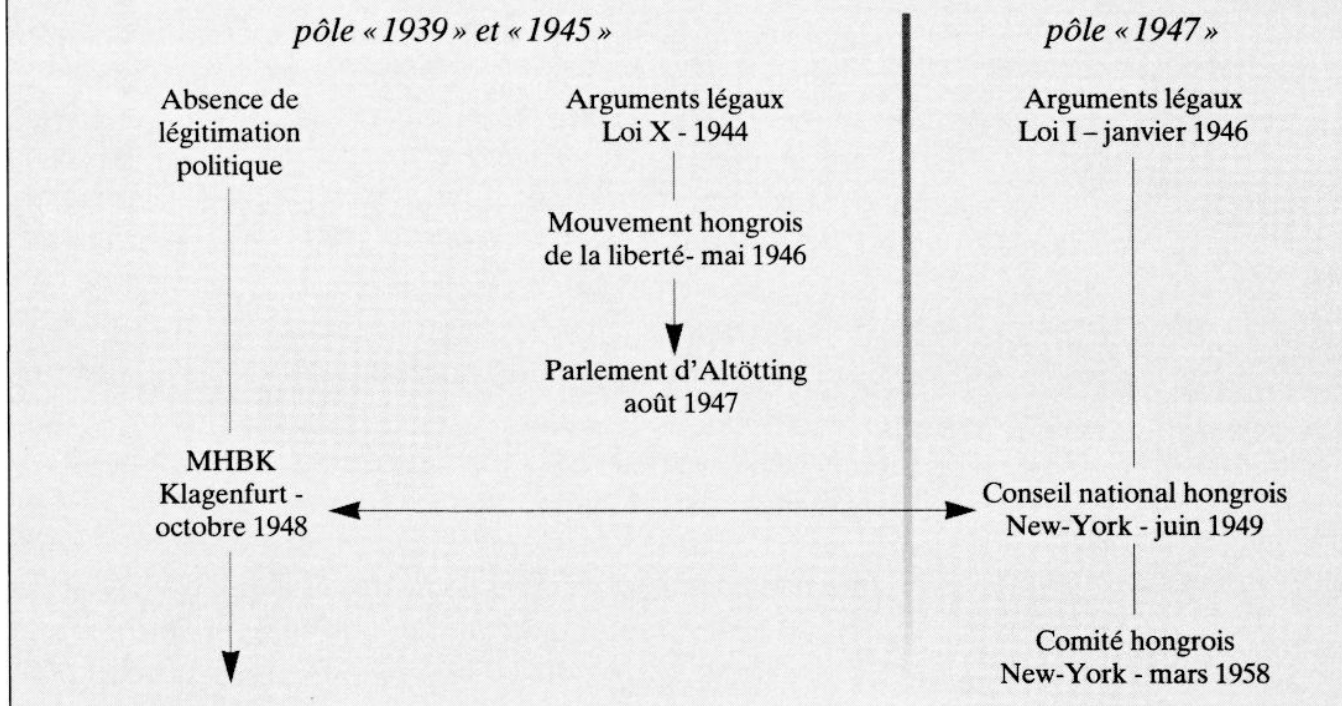 pôle «1939» et «1945»
pôle «1947»
Absence de
légitimation
politique
Arguments légaux
Loi X - 1944
Mouvement hongrois
de la liberté- mai 1946
Parlement d'Altötting
août 1947
MHBK
Klagenfurt -
octobre 1948
Arguments légaux
Loi I – janvier 1946
Conseil national hongrois
New-York - juin 1949
Comité hongrois
New-York - mars 1958